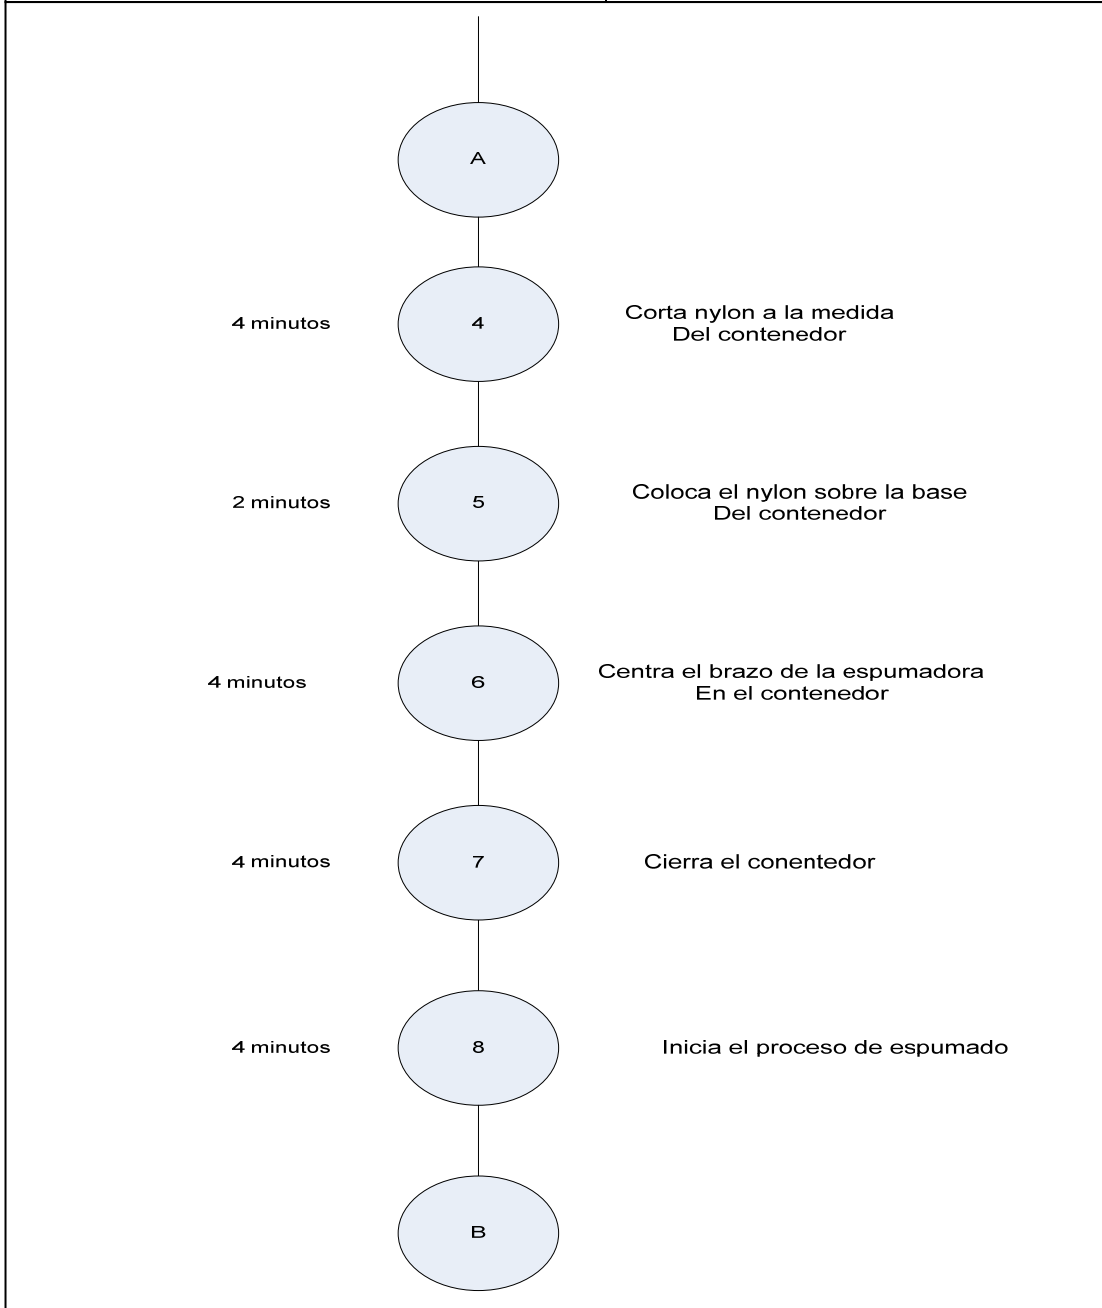 A
4 minutos
4
Corta nylon a la medida
Del contenedor
2 minutos
5
Coloca el nylon sobre la base
Del contenedor
4 minutos
6
Centra el brazo de la espumadora
En el contenedor
4 minutos
7
Cierra el conentedor
4 minutos
8
Inicia el proceso de espumado
B